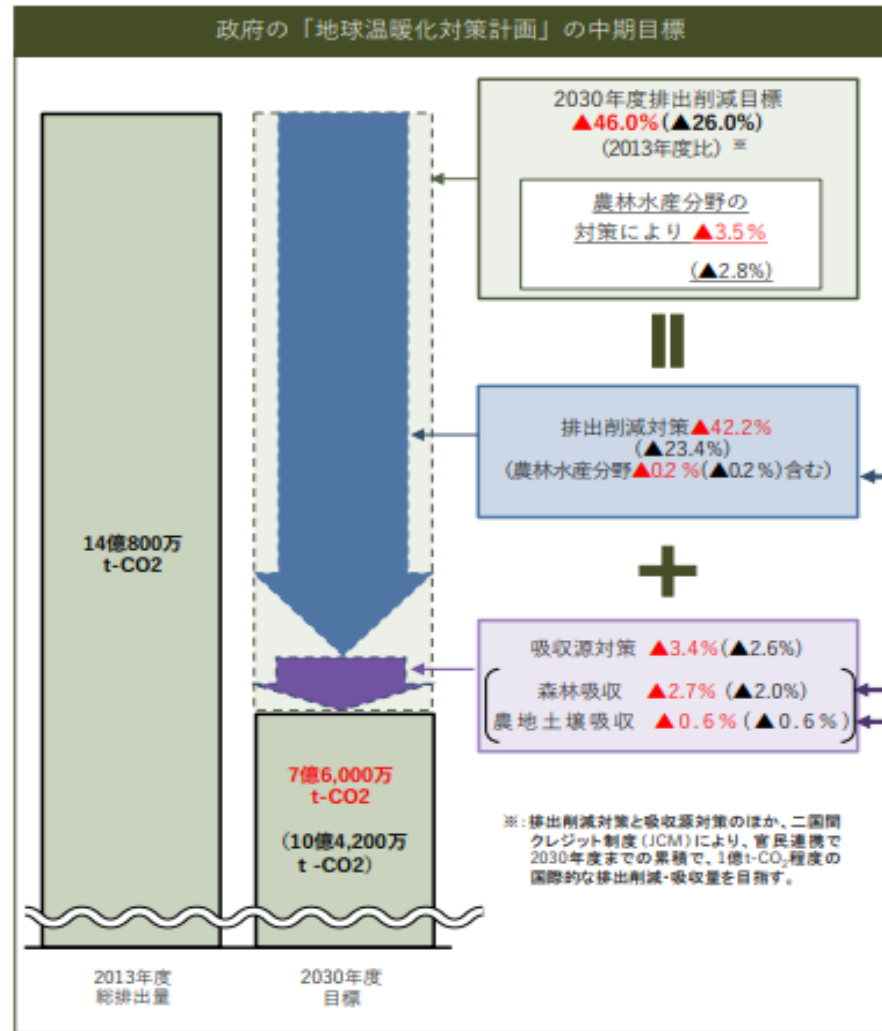 政府の「地球温暖化対策計画」の中期目標
2030年度排出削減目標
▲46.0%(▲26.0%)
(2013年度比) ※
農林水産分野の
対策により ▲3.5%
(▲2.8%)
排出削減対策▲42.2%
(▲23.4%)
(農林水産分野▲0.2%(▲0.2%)含む)
14億800万
t-CO2
吸収源対策 ▲3.4%(▲2.6%)
森林吸収 ▲2.7% (▲2.0%)
農地土壌吸収 ▲0.6% (▲0.6%)
7億6,000万
t-CO2
(10億4,200万
t -CO2)
※:排出削減対策と吸収源対策のほか、二国間
クレジット制度(JCM)により、官民連携で
2030年度までの累積で、1億t-CO₂程度の
国際的な排出削減・吸収量を目指す。
2013年度
総排出量
2030年度
目標